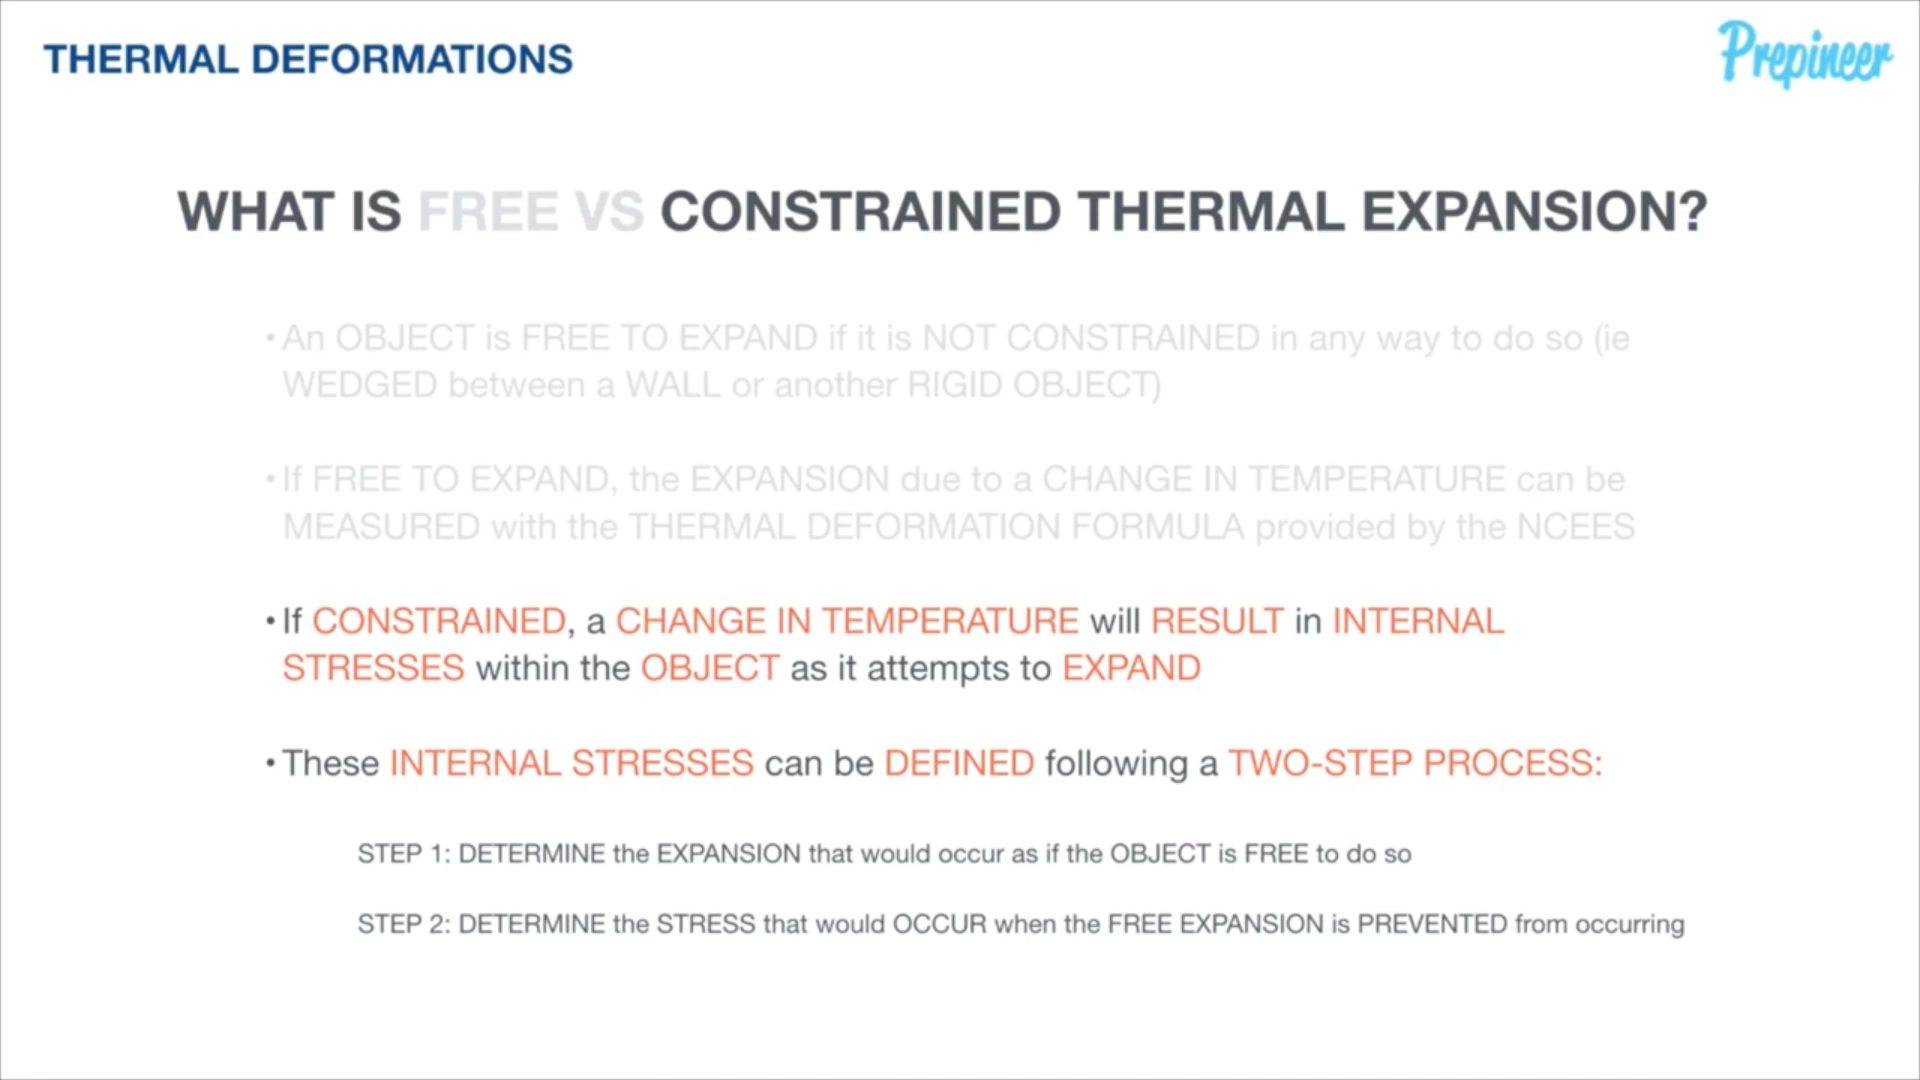 THERMAL DEFORMATIONS
Prepineer
WHAT IS FREE VS CONSTRAINED THERMAL EXPANSION?
• An OBJECT is FREE TO EXPAND if it is NOT CONSTRAINED in any way to do so (ie
WEDGED between a WALL or another RIGID OBJECT)
• If FREE TO EXPAND, the EXPANSION due to a CHANGE IN TEMPERATURE can be
MEASURED with the THERMAL DEFORMATION FORMULA provided by the NCEES
• If CONSTRAINED, a CHANGE IN TEMPERATURE will RESULT in INTERNAL
STRESSES within the OBJECT as it attempts to EXPAND
• These INTERNAL STRESSES can be DEFINED following a TWO-STEP PROCESS:
STEP 1: DETERMINE the EXPANSION that would occur as if the OBJECT is FREE to do so
STEP 2: DETERMINE the STRESS that would OCCUR when the FREE EXPANSION is PREVENTED from occurring